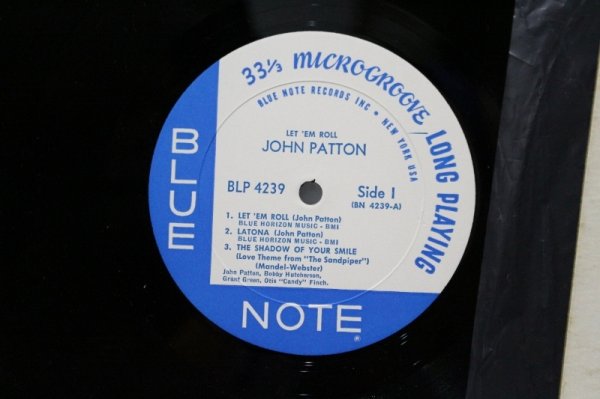 33⅓ MICROGROOVE LONG PLAYING
BLUE NOTE RECORDS INC • NEW YORK USA
LET 'EM ROLL
JOHN PATTON
BLP 4239
Side 1
(BN 4239-A)
1. LET 'EM ROLL (John Patton)
BLUE HORIZON MUSIC - BMI
2. LATONA (John Patton)
BLUE HORIZON MUSIC - BMI
3. THE SHADOW OF YOUR SMILE
(Love Theme from "The Sandpiper")
(Mandel-Webster)
John Patton, Bobby Hutcherson,
Grant Green, Otis "Candy" Finch.
BLUE
NOTE®